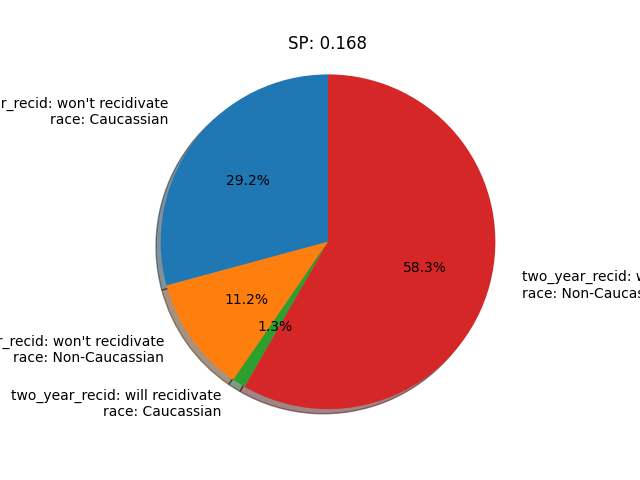 SP: 0.168
r_recid: won't recidivate
race: Caucassian
29.2%
58.3%
two_year_recid:
race: Non-Caucas
11.2%
1.3%
r_recid: won't recidivate
race: Non-Caucassian
two_year_recid: will recidivate
race: Caucassian